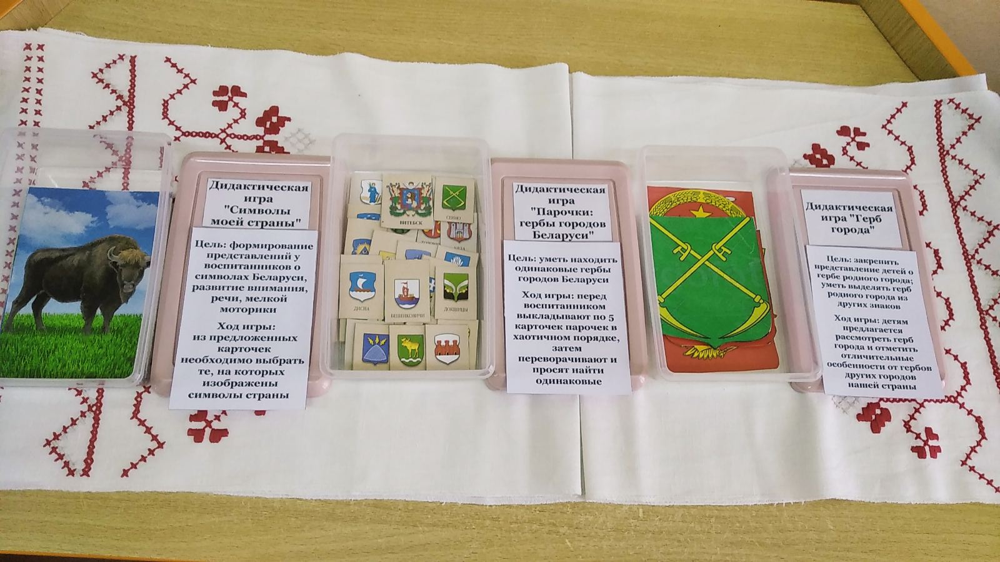 Дидактическая
игра
"Символы
моей страны"
Цель: формирование
представлений у
воспитанников о
символах Беларуси,
развитие внимания,
речи, мелкой
моторики
Ход игры:
из предложенных
карточек
необходимо выбрать
те, на которых
изображены
символы страны
ВИТЕБСК
СЕННО
ДИСНА
БЕШЕНКОВИЧИ
ДОКШИЦЫ
Дидактическая
игра
"Парочки:
гербы городов
Беларуси"
Цель: уметь находить
одинаковые гербы
городов Беларуси
Ход игры: перед
воспитанником
выкладывают по 5
карточек парочек в
хаотичном порядке,
затем
переворачивают и
просят найти
одинаковые
Дидактическая
игра "Герб
города"
Цель: закрепить
представление детей о
гербе родного города;
уметь выделять герб
родного города из
других знаков
Ход игры: детям
предлагается
рассмотреть герб
города и отметить
отличительные
особенности от гербов
других городов
нашей страны